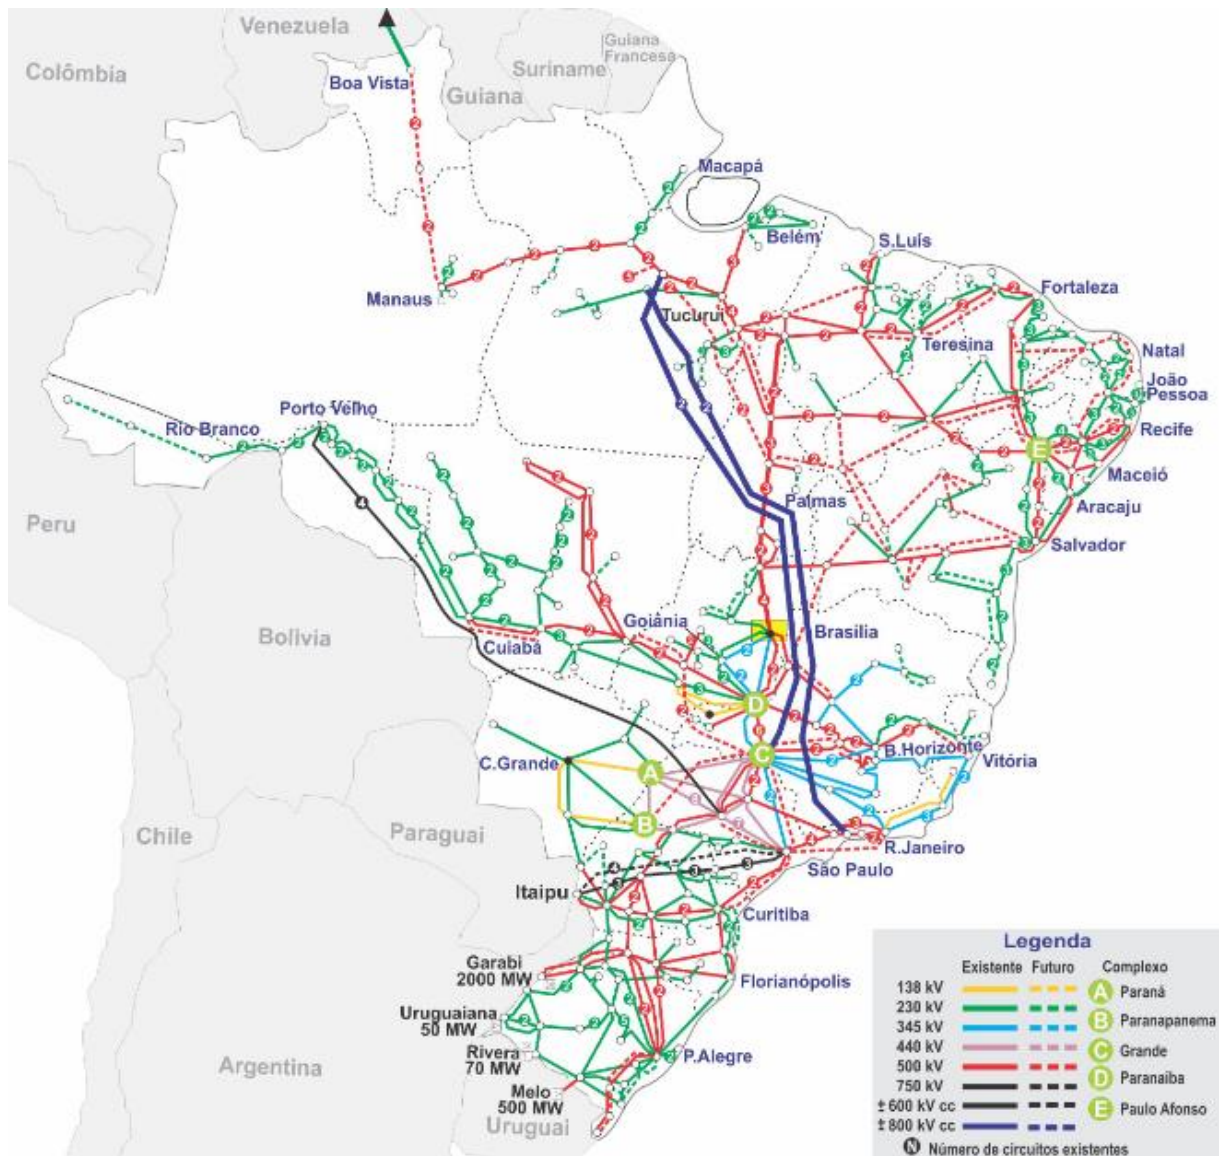 Venezuela
Guiana
Francesa
Suriname
Colômbia
Boa Vista
Guiana
Macapá
Belém
S.Luís
Manaus
Fortaleza
Tucuruí
Teresina
Natal
João
Pessoa
Porto Velho
Rio Branco
Recife
Maceió
Palmas
Aracaju
Peru
Salvador
Goiânia
Brasília
Bolívia
Cuiabá
D
B.Horizonte
Vitória
C.Grande
A
C
E
B
Chile
Paraguai
R.Janeiro
São Paulo
Itaipu
Curitiba
Garabi
2000 MW
Florianópolis
Uruguaiana
50 MW
Rivera
70 MW
P.Alegre
Melo
500 MW
Argentina
Uruguai
Legenda
Existente Futuro Complexo
138 kV A Paraná
230 kV
345 kV B Paranapanema
440 kV C Grande
500 kV
750 kV D Paranaíba
±600 kV cc E Paulo Afonso
±800 kV cc
N Número de circuitos existentes